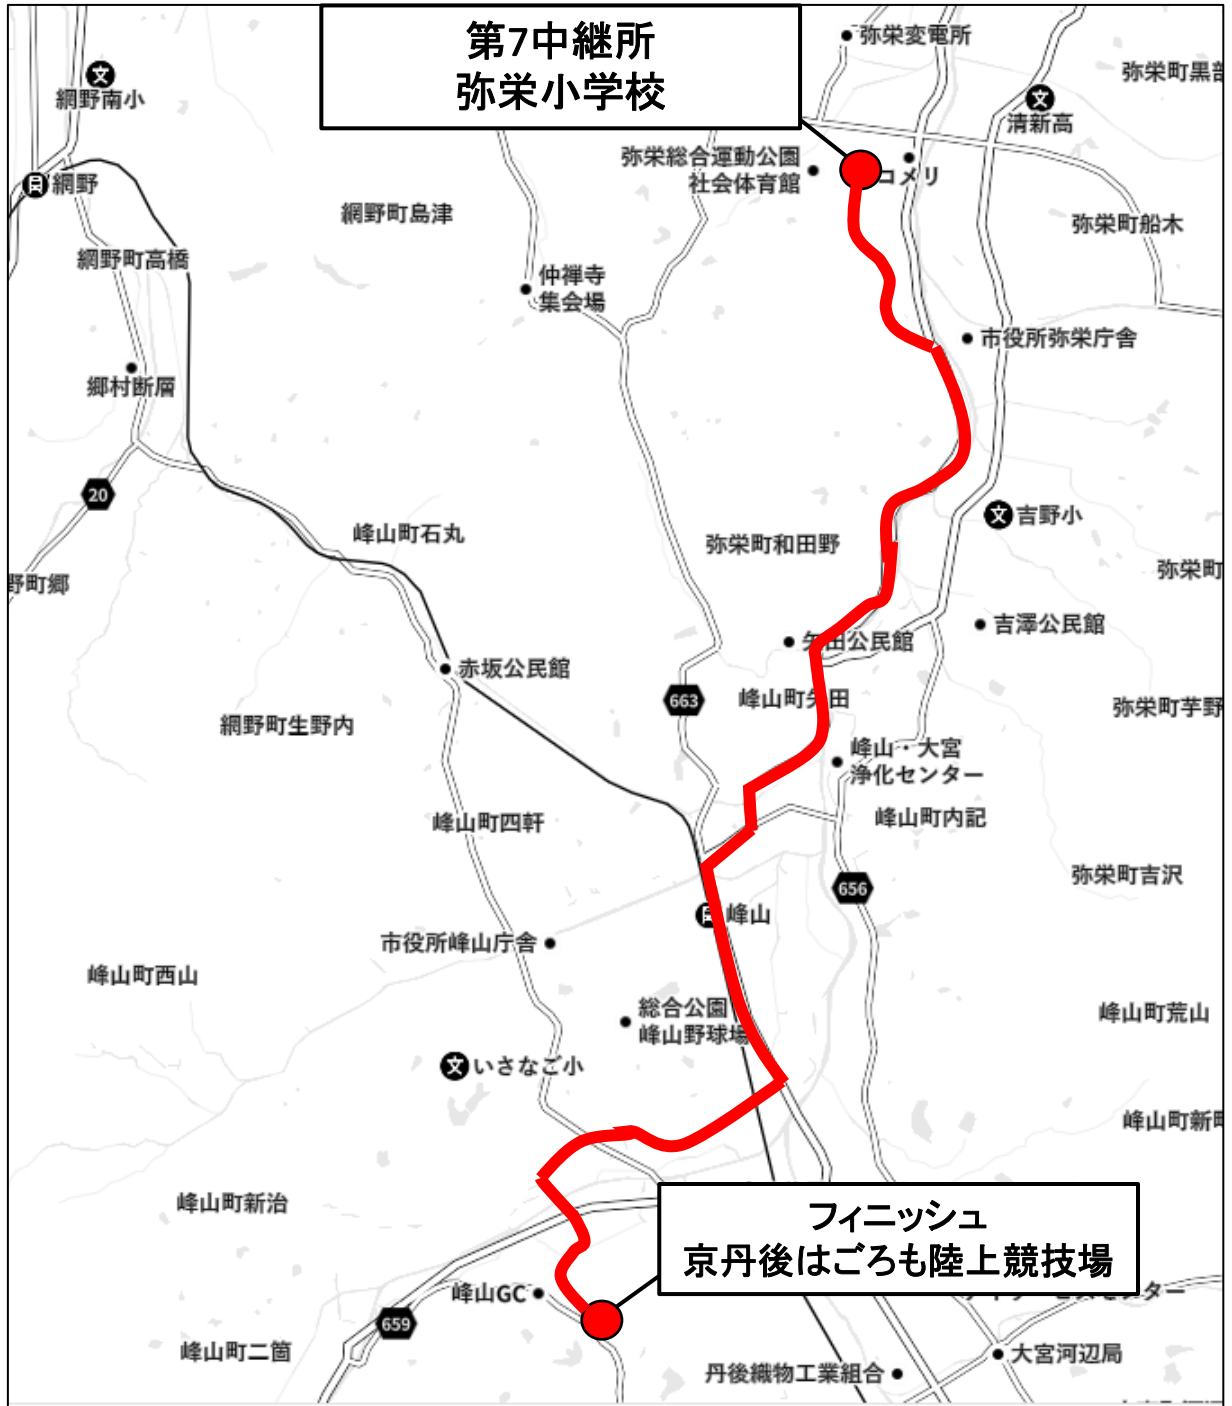 第7中継所
弥栄小学校
弥栄変電所
弥栄町黒部
網野南小
清新高
弥栄総合運動公園
社会体育館
コメリ
網野
網野町島津
弥栄町船木
網野町高橋
仲禅寺
集会場
市役所弥栄庁舎
郷村断層
20
吉野小
峰山町石丸
弥栄町和田野
弥栄町
野町郷
吉澤公民館
矢田公民館
赤坂公民館
663
峰山町矢田
弥栄町芋野
網野町生野内
峰山・大宮
浄化センター
峰山町四軒
峰山町内記
弥栄町吉沢
656
峰山
市役所峰山庁舎
峰山町西山
総合公園
峰山野球場
峰山町荒山
いさなご小
峰山町新町
峰山町新治
フィニッシュ
京丹後はごろも陸上競技場
峰山GC
659
峰山町二箇
大宮河辺局
丹後織物工業組合